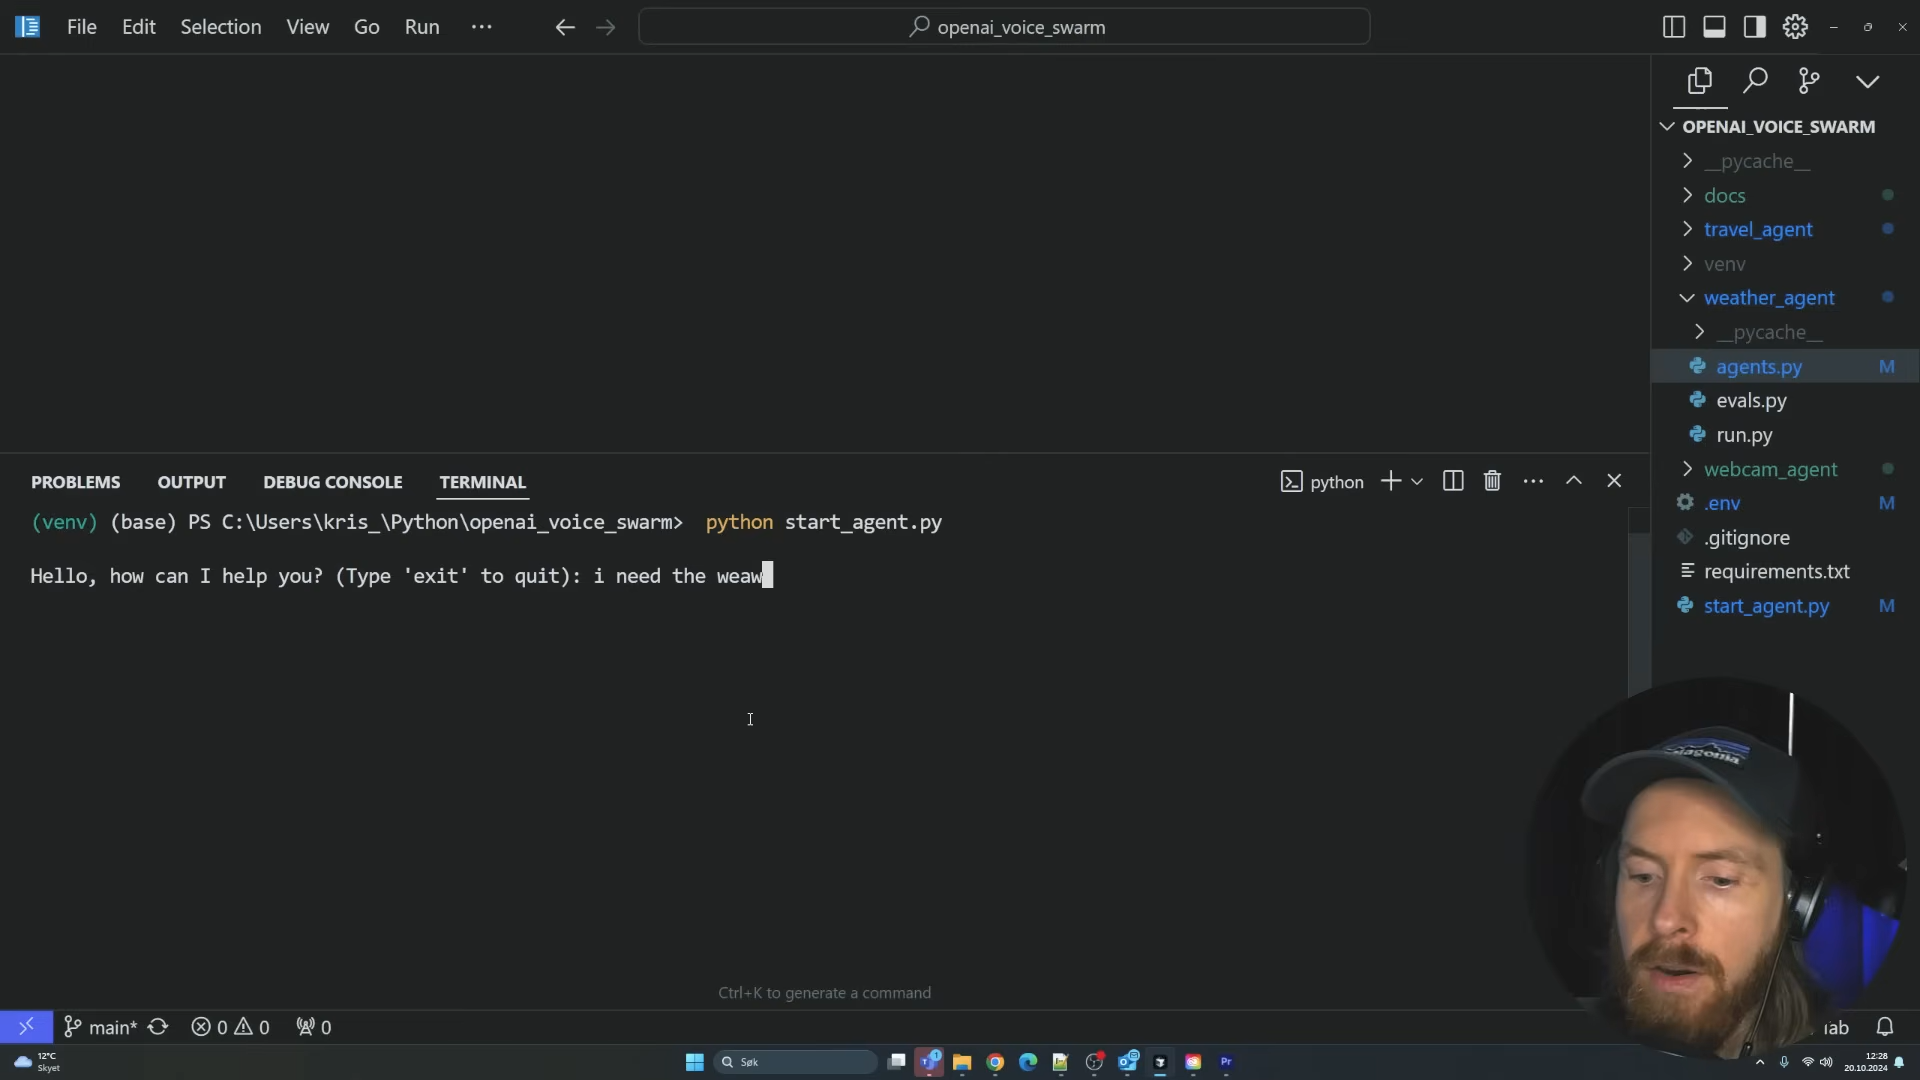 File Edit Selection View Go Run ...
openai_voice_swarm
OPENAI_VOICE_SWARM
__pycache__
docs
travel_agent
venv
weather_agent
__pycache__
agents.py M
evals.py
run.py
webcam_agent
.env M
.gitignore
requirements.txt
start_agent.py M
PROBLEMS OUTPUT DEBUG CONSOLE TERMINAL
python
(venv) (base) PS C:\Users\kris_\Python\openai_voice_swarm> python start_agent.py
Hello, how can I help you? (Type 'exit' to quit): i need the weaw
patagonia
Ctrl+K to generate a command
main* 0 0 0
Tab
12°C
Skyet
Søk
Pr
12:28
20.10.2024